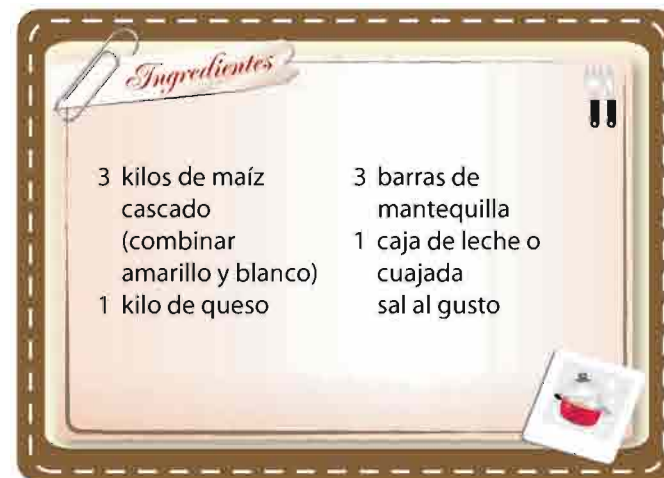 Ingredientes
3 kilos de maíz
cascado
(combinar
amarillo y blanco)
1 kilo de queso
3 barras de
mantequilla
1 caja de leche o
cuajada
sal al gusto